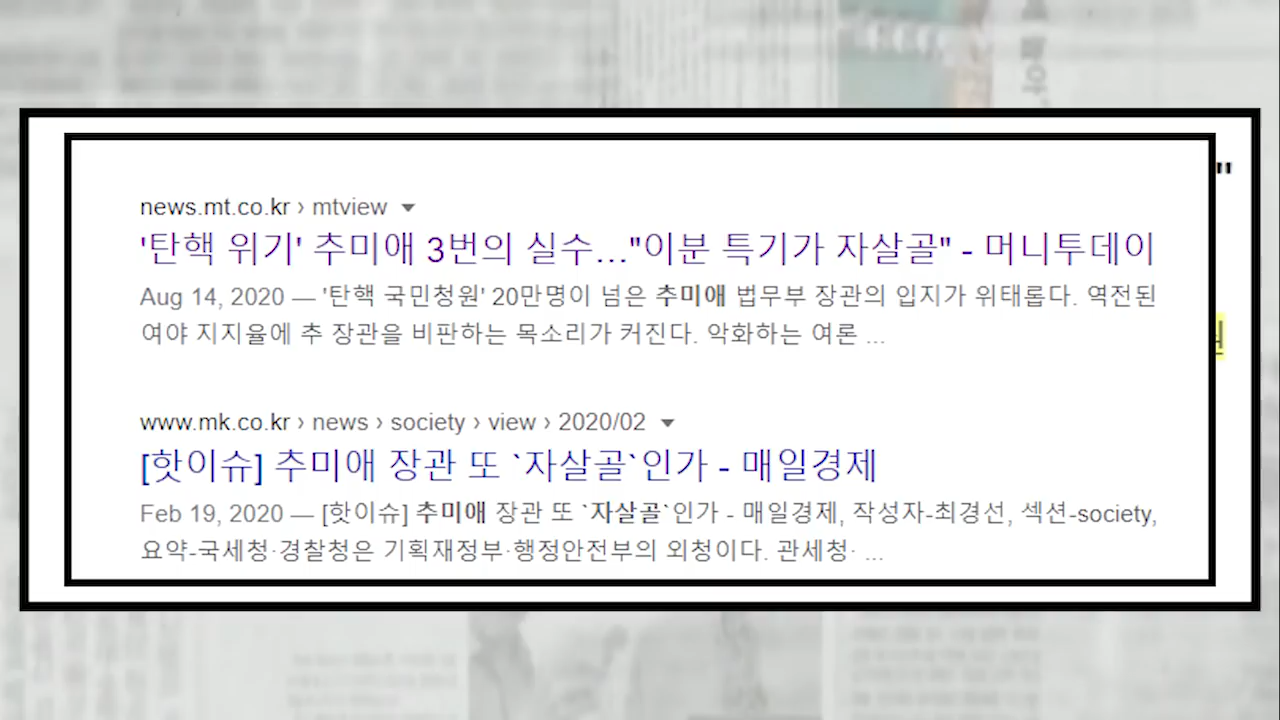 news.mt.co.kr › mtview
'탄핵 위기' 추미애 3번의 실수..."이분 특기가 자살골" - 머니투데이
Aug 14, 2020 — '탄핵 국민청원' 20만명이 넘은 추미애 법무부 장관의 입지가 위태롭다. 역전된
여야 지지율에 추 장관을 비판하는 목소리가 커진다. 악화하는 여론 ...
www.mk.co.kr › news › society › view › 2020/02
[핫이슈] 추미애 장관 또 `자살골`인가 - 매일경제
Feb 19, 2020 — [핫이슈] 추미애 장관 또 `자살골`인가 - 매일경제, 작성자-최경선, 섹션-society,
요약-국세청·경찰청은 기획재정부·행정안전부의 외청이다. 관세청· ...
"